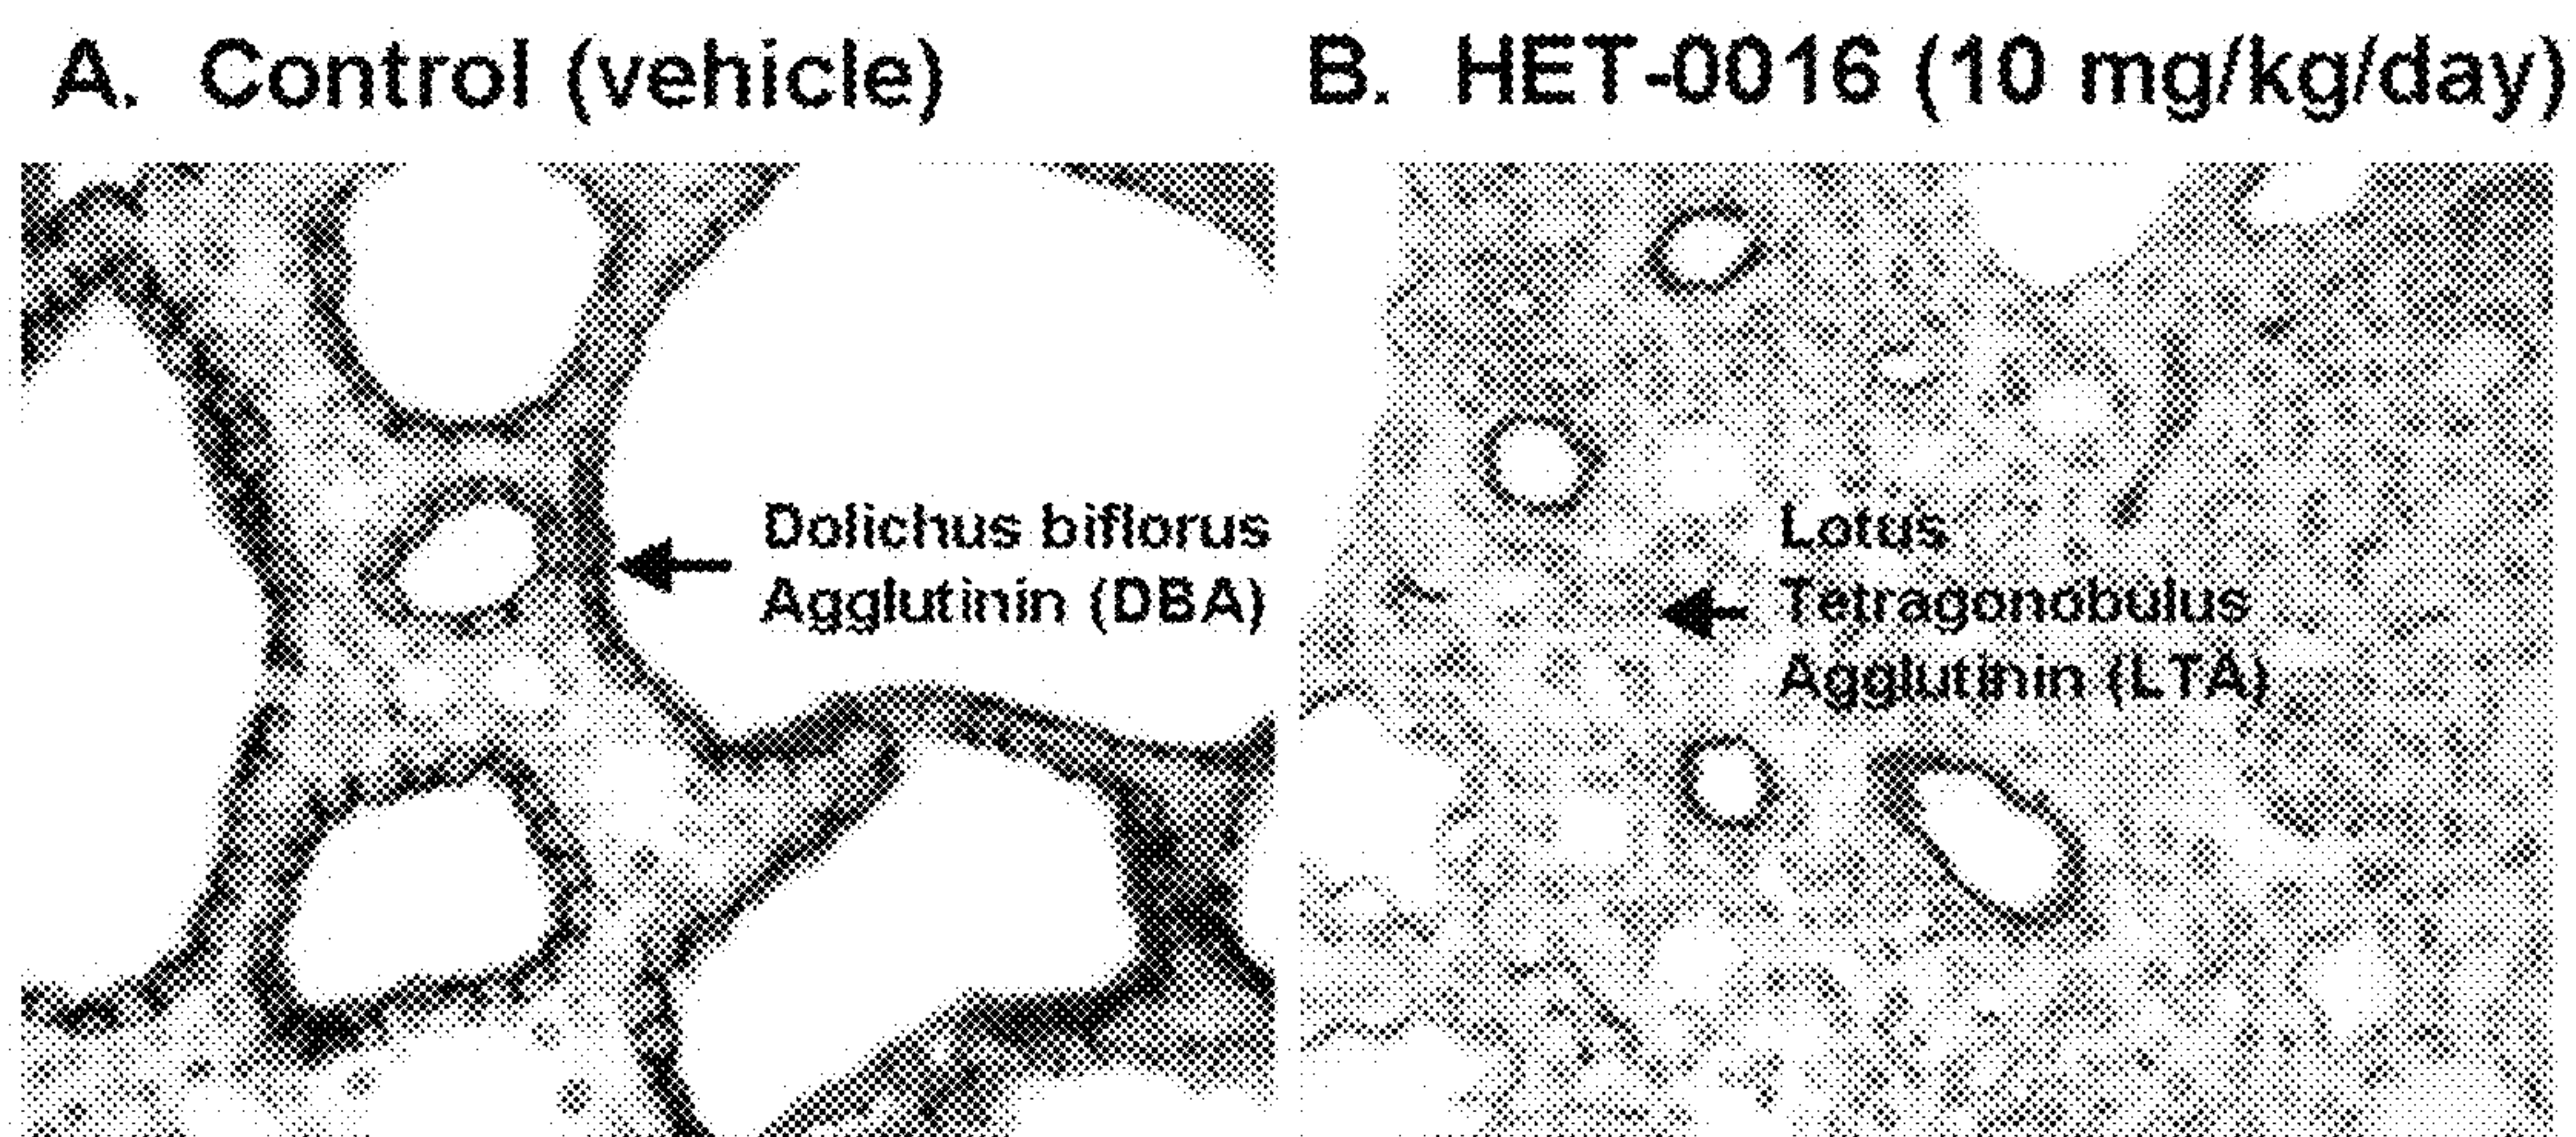 A. Control (vehicle)
B. HET-0016 (10 mg/kg/day)
Dolichus biflorus
Agglutinin (DBA)
Lotus
Tetragonobulus
Agglutinin (LTA)